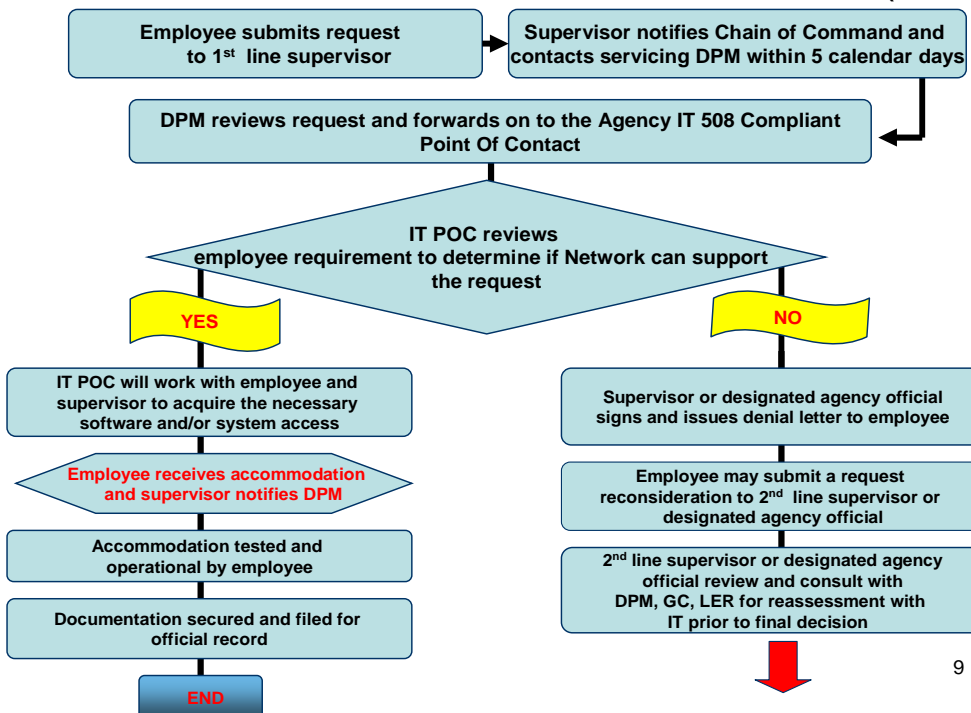 Employee submits request
to 1st line supervisor
Supervisor notifies Chain of Command and
contacts servicing DPM within 5 calendar days
DPM reviews request and forwards on to the Agency IT 508 Compliant
Point Of Contact
IT POC reviews
employee requirement to determine if Network can support
the request
YES
NO
IT POC will work with employee and
supervisor to acquire the necessary
software and/or system access
Employee receives accommodation
and supervisor notifies DPM
Accommodation tested and
operational by employee
Documentation secured and filed for
official record
END
Supervisor or designated agency official
signs and issues denial letter to employee
Employee may submit a request
reconsideration to 2nd line supervisor or
designated agency official
2nd line supervisor or designated agency
official review and consult with
DPM, GC, LER for reassessment with
IT prior to final decision
9